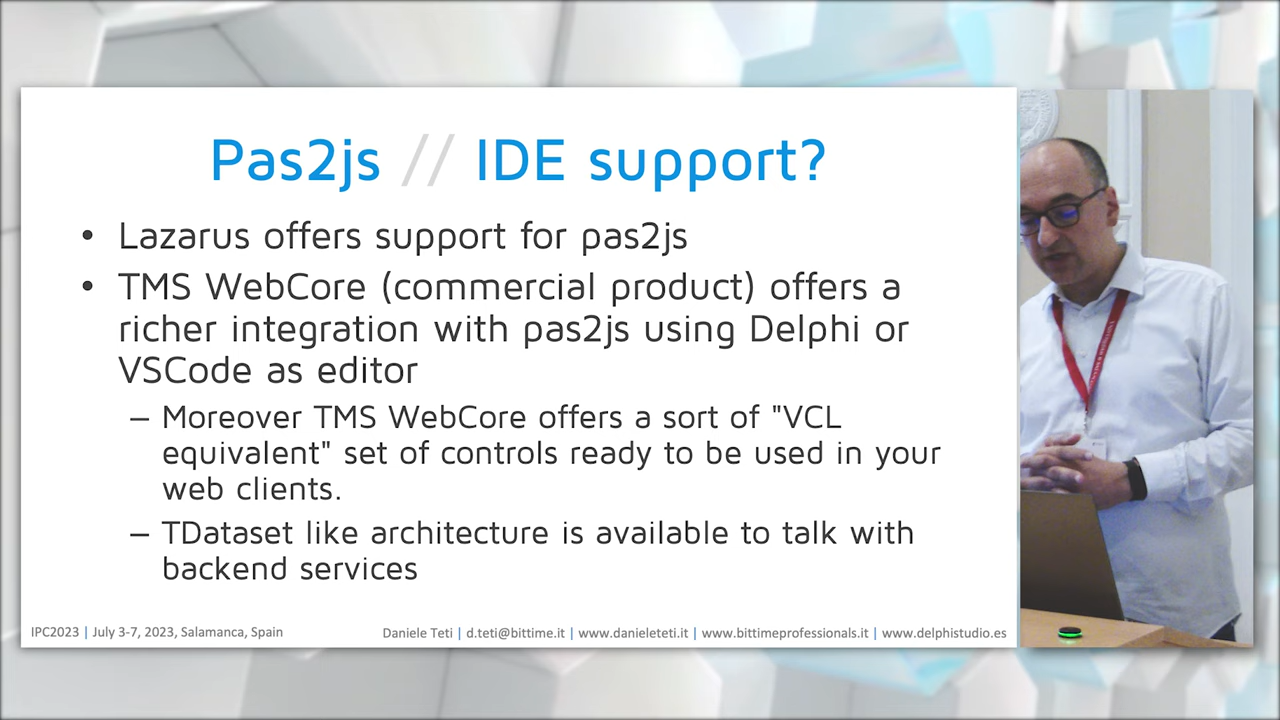 Pas2js // IDE support?
• Lazarus offers support for pas2js
• TMS WebCore (commercial product) offers a
richer integration with pas2js using Delphi or
VSCode as editor
– Moreover TMS WebCore offers a sort of "VCL
equivalent" set of controls ready to be used in your
web clients.
– TDataset like architecture is available to talk with
backend services
IPC2023 | July 3-7, 2023, Salamanca, Spain
Daniele Teti | d.teti@bittime.it | www.danieleteti.it | www.bittimeprofessionals.it | www.delphistudio.es